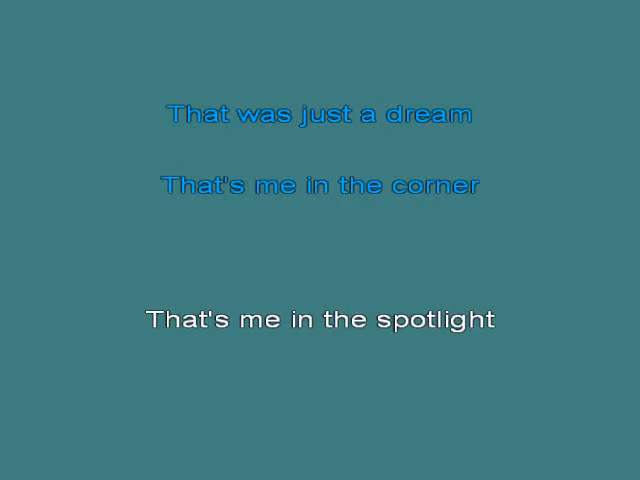 That was just a dream
That's me in the corner
That's me in the spotlight